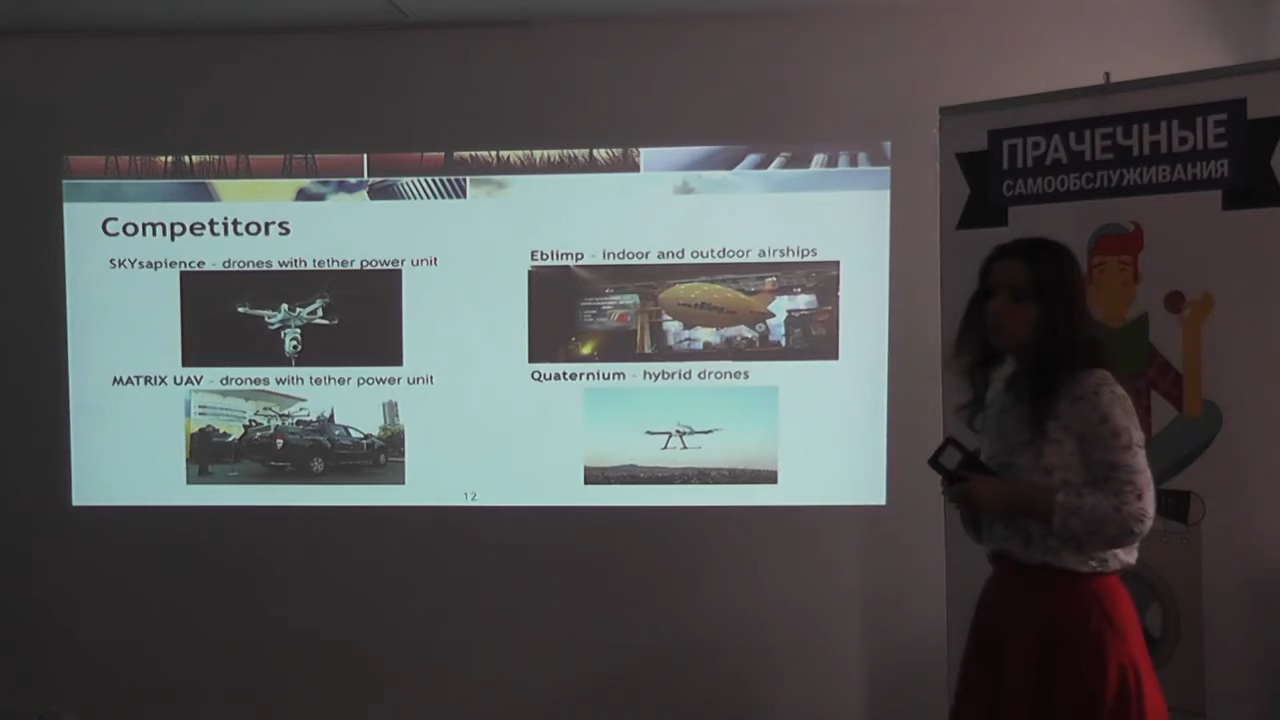 Competitors
SKYsapience - drones with tether power unit
Eblimp - indoor and outdoor airships
MATRIX UAV - drones with tether power unit
Quaternium - hybrid drones
12
ПРАЧЕЧНЫЕ
САМООБСЛУЖИВАНИЯ